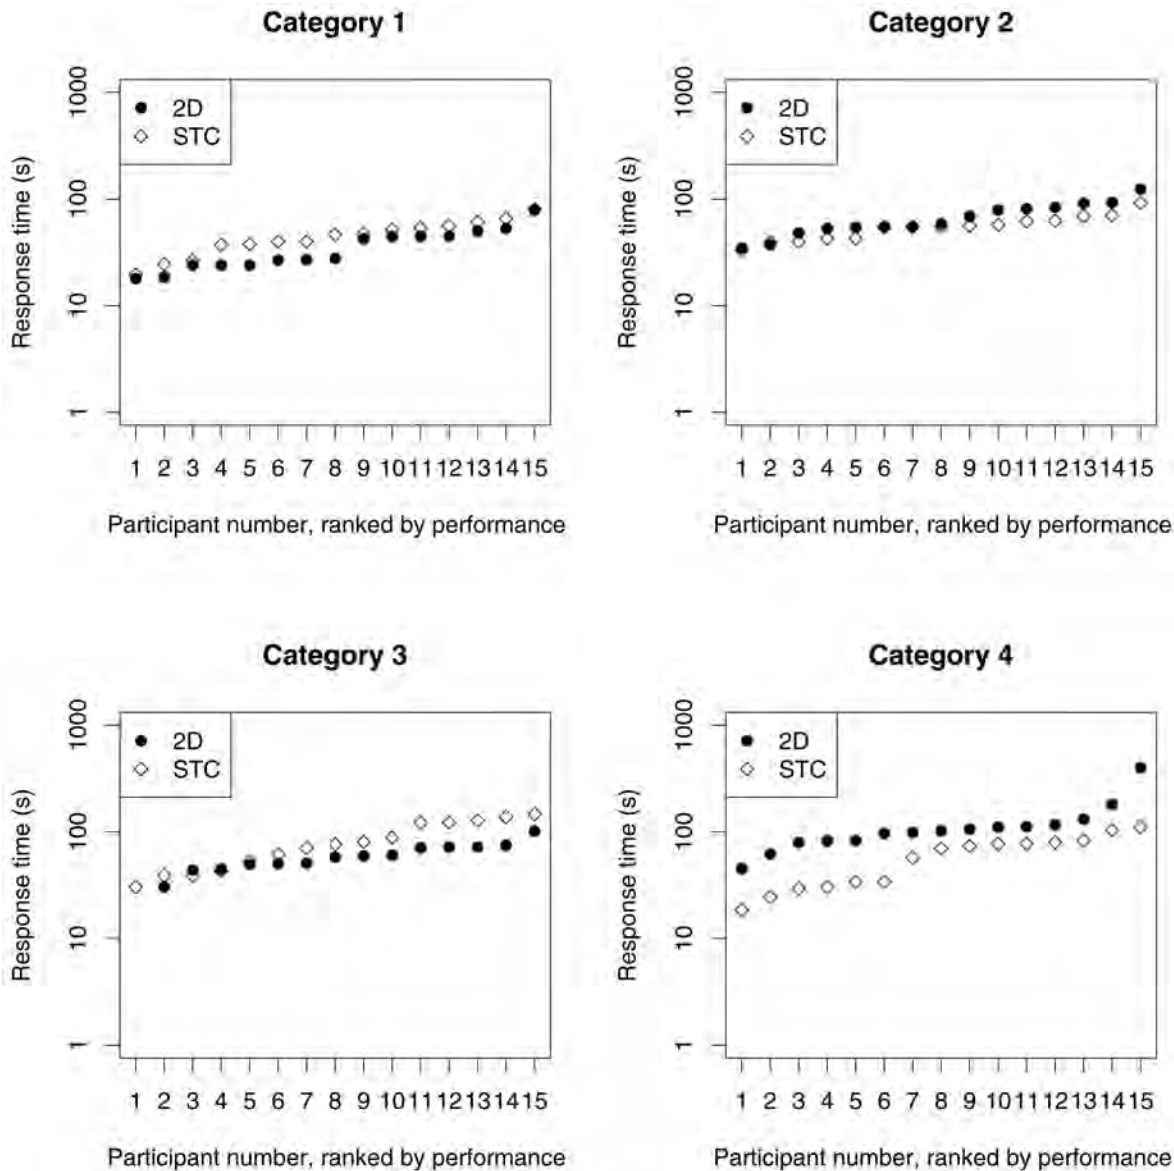 Category 1
Response time (s)
1000
100
10
1
2D
STC
1 2 3 4 5 6 7 8 9 10 11 12 13 14 15
Participant number, ranked by performance
Category 2
Response time (s)
1000
100
10
1
2D
STC
1 2 3 4 5 6 7 8 9 10 11 12 13 14 15
Participant number, ranked by performance
Category 3
Response time (s)
1000
100
10
1
2D
STC
1 2 3 4 5 6 7 8 9 10 11 12 13 14 15
Participant number, ranked by performance
Category 4
Response time (s)
1000
100
10
1
2D
STC
1 2 3 4 5 6 7 8 9 10 11 12 13 14 15
Participant number, ranked by performance